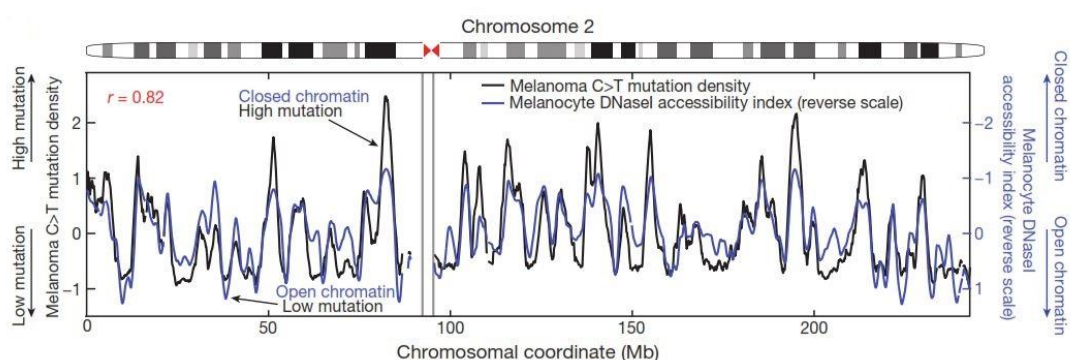 Chromosome 2
High mutation
Low mutation
Melanoma C>T mutation density
2
1
0
−1
r = 0.82
Closed chromatin
High mutation
Open chromatin
Low mutation
Melanoma C>T mutation density
Melanocyte DNaseI accessibility index (reverse scale)
−2
−1
0
1
Melanocyte DNaseI
accessibility index (reverse scale)
Closed chromatin
Open chromatin
0
50
100
150
200
Chromosomal coordinate (Mb)